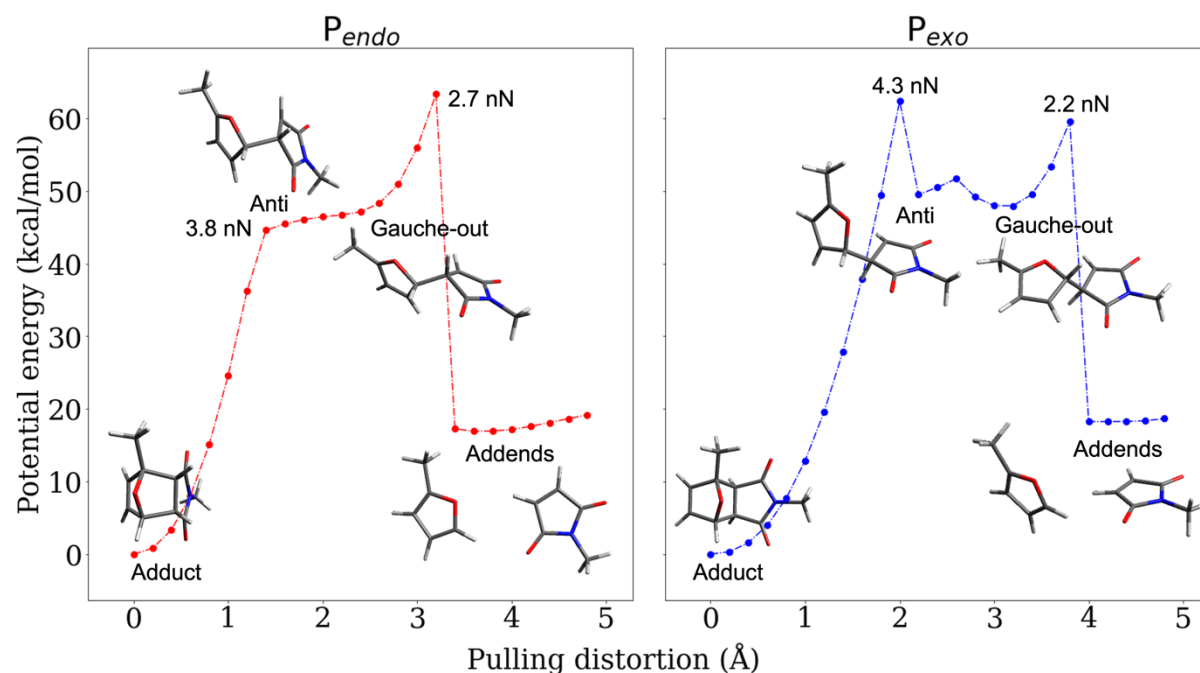 P_endo
P_exo
Potential energy (kcal/mol)
60
50
40
30
20
10
0
2.7 nN
Anti
3.8 nN
Gauche-out
Addends
Adduct
0 1 2 3 4 5
4.3 nN
2.2 nN
Anti
Gauche-out
Addends
Adduct
0 1 2 3 4 5
Pulling distortion (Å)